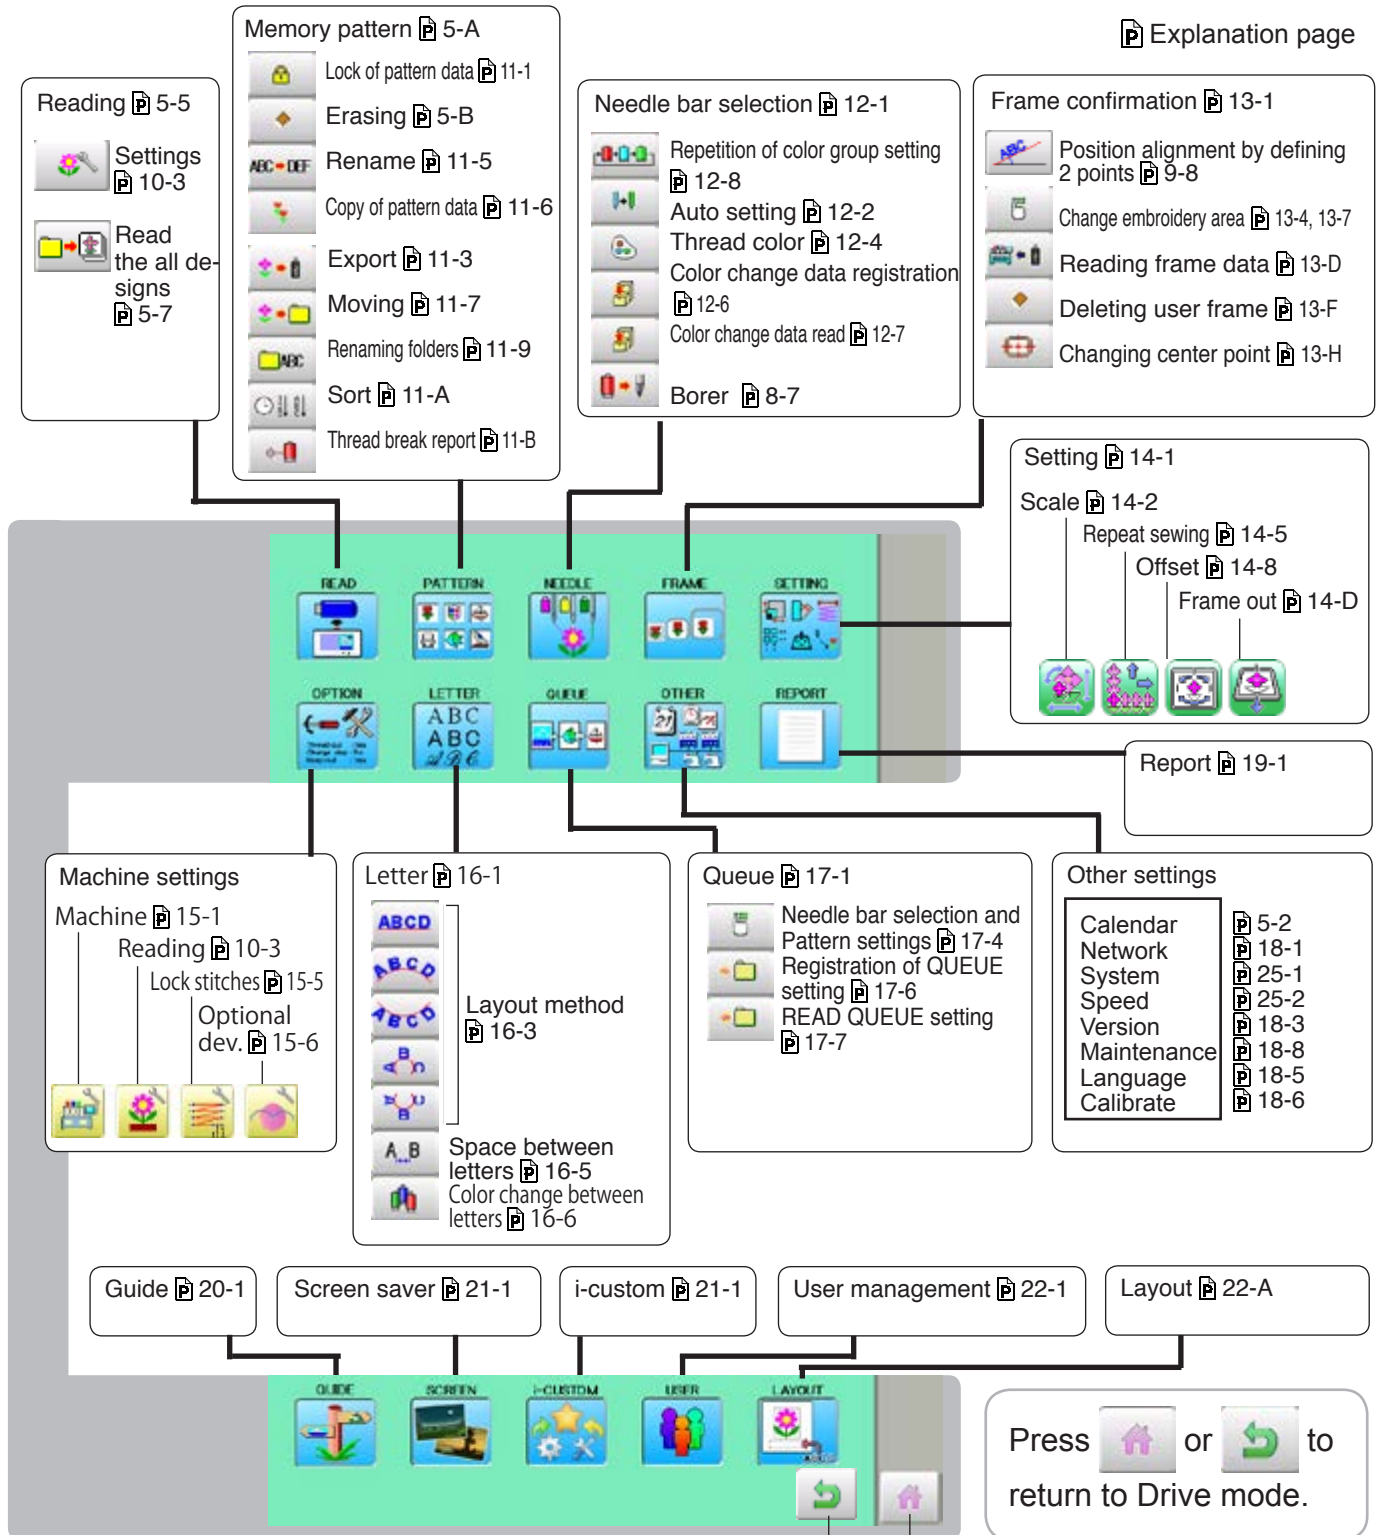 Explanation page
Reading P 5-5
Settings
P 10-3
Read
the all de-
signs
P 5-7
Memory pattern P 5-A
Lock of pattern data P 11-1
Erasing P 5-B
ABC DEF
Rename P 11-5
Copy of pattern data P 11-6
Export P 11-3
Moving P 11-7
ABC
Renaming folders P 11-9
Sort P 11-A
Thread break report P 11-B
Needle bar selection P 12-1
Repetition of color group setting
P 12-8
Auto setting P 12-2
Thread color P 12-4
Color change data registration
P 12-6
Color change data read P 12-7
Borer P 8-7
Frame confirmation P 13-1
ABC
Position alignment by defining
2 points P 9-8
Change embroidery area P 13-4, 13-7
Reading frame data P 13-D
Deleting user frame P 13-F
Changing center point P 13-H
Setting P 14-1
Scale P 14-2
Repeat sewing P 14-5
Offset P 14-8
Frame out P 14-D
READ PATTERN NEEDLE FRAME SETTING
OPTION LETTER QUEUE OTHER REPORT
ABC
ABC
ABC
21
Report P 19-1
Machine settings
Machine P 15-1
Reading P 10-3
Lock stitches P 15-5
Optional
dev. P 15-6
Letter P 16-1
ABCD
ABCD
ABCD
ABC
ABC
Layout method
P 16-3
A B
Space between
letters P 16-5
Color change between
letters P 16-6
Queue P 17-1
Needle bar selection and
Pattern settings P 17-4
Registration of QUEUE
setting P 17-6
READ QUEUE setting
P 17-7
Other settings
Calendar P 5-2
Network P 18-1
System P 25-1
Speed P 25-2
Version P 18-3
Maintenance P 18-8
Language P 18-5
Calibrate P 18-6
Guide P 20-1
Screen saver P 21-1
i-custom P 21-1
User management P 22-1
Layout P 22-A
GUIDE SCREEN i-CUSTOM USER LAYOUT
Press or to
return to Drive mode.